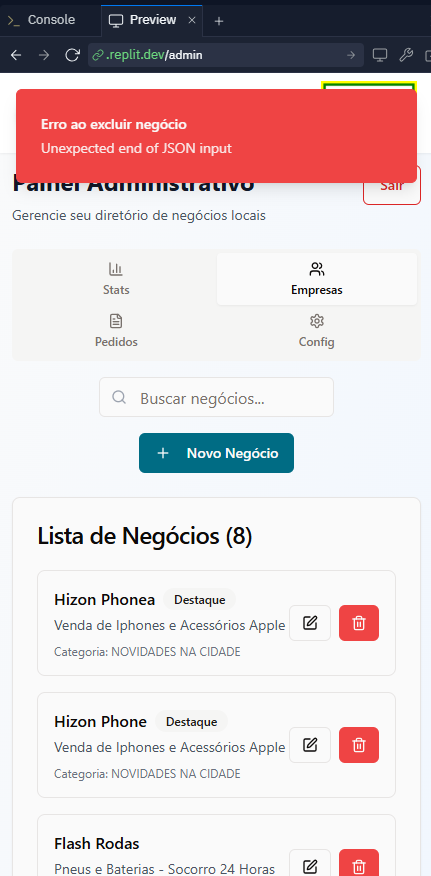 Console
Preview
.replit.dev/admin
Erro ao excluir negócio
Unexpected end of JSON input
Painel Administrativo
Sair
Gerencie seu diretório de negócios locais
Stats
Empresas
Pedidos
Config
Buscar negócios...
Novo Negócio
Lista de Negócios (8)
Hizon Phonea
Destaque
Venda de Iphones e Acessórios Apple
Categoria: NOVIDADES NA CIDADE
Hizon Phone
Destaque
Venda de Iphones e Acessórios Apple
Categoria: NOVIDADES NA CIDADE
Flash Rodas
Pneus e Baterias - Socorro 24 Horas